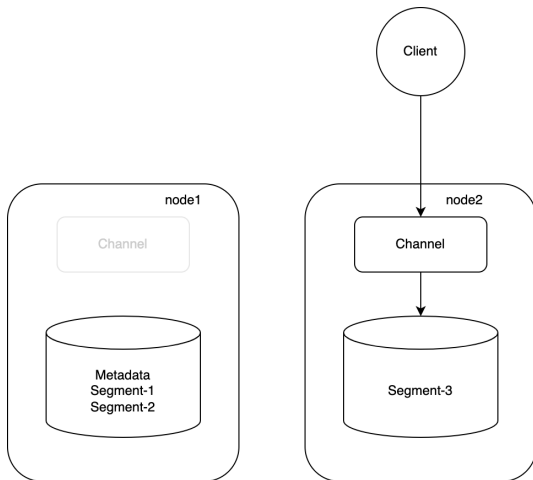 Client
node1
Channel
Metadata
Segment-1
Segment-2
node2
Channel
Segment-3